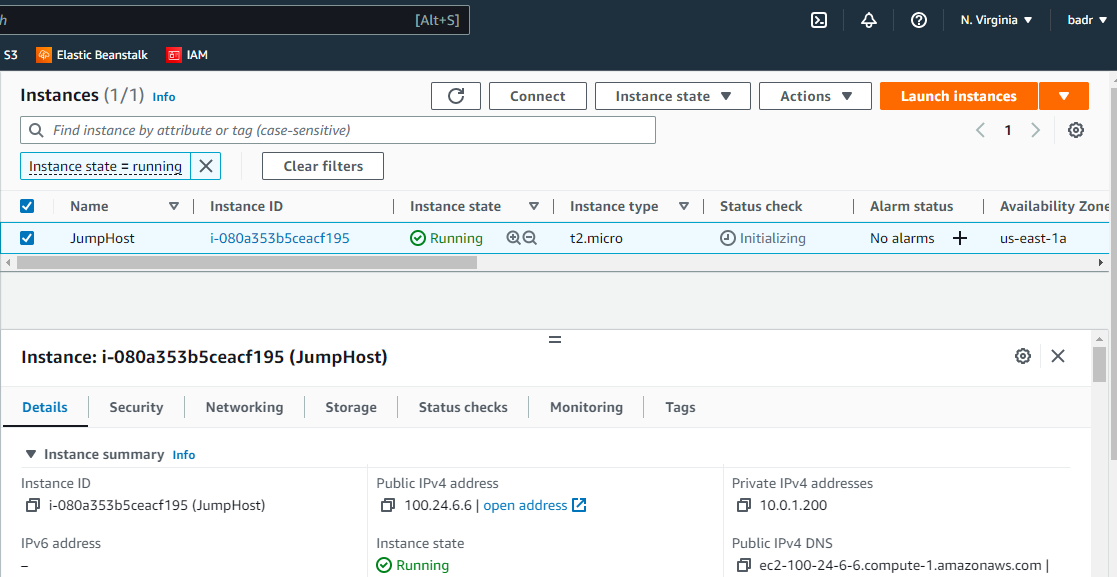 h [Alt+S] N. Virginia ▼ badr ▼
S3 Elastic Beanstalk IAM
Instances (1/1) Info Connect Instance state ▼ Actions ▼ Launch instances ▼
Find instance by attribute or tag (case-sensitive) 1
Instance state = running Clear filters
Name Instance ID Instance state Instance type Status check Alarm status Availability Zone
JumpHost i-080a353b5ceacf195 Running t2.micro Initializing No alarms + us-east-1a
Instance: i-080a353b5ceacf195 (JumpHost)
Details Security Networking Storage Status checks Monitoring Tags
▼ Instance summary Info
Instance ID Public IPv4 address Private IPv4 addresses
i-080a353b5ceacf195 (JumpHost) 100.24.6.6 | open address 10.0.1.200
IPv6 address Instance state Public IPv4 DNS
– Running ec2-100-24-6-6.compute-1.amazonaws.com |